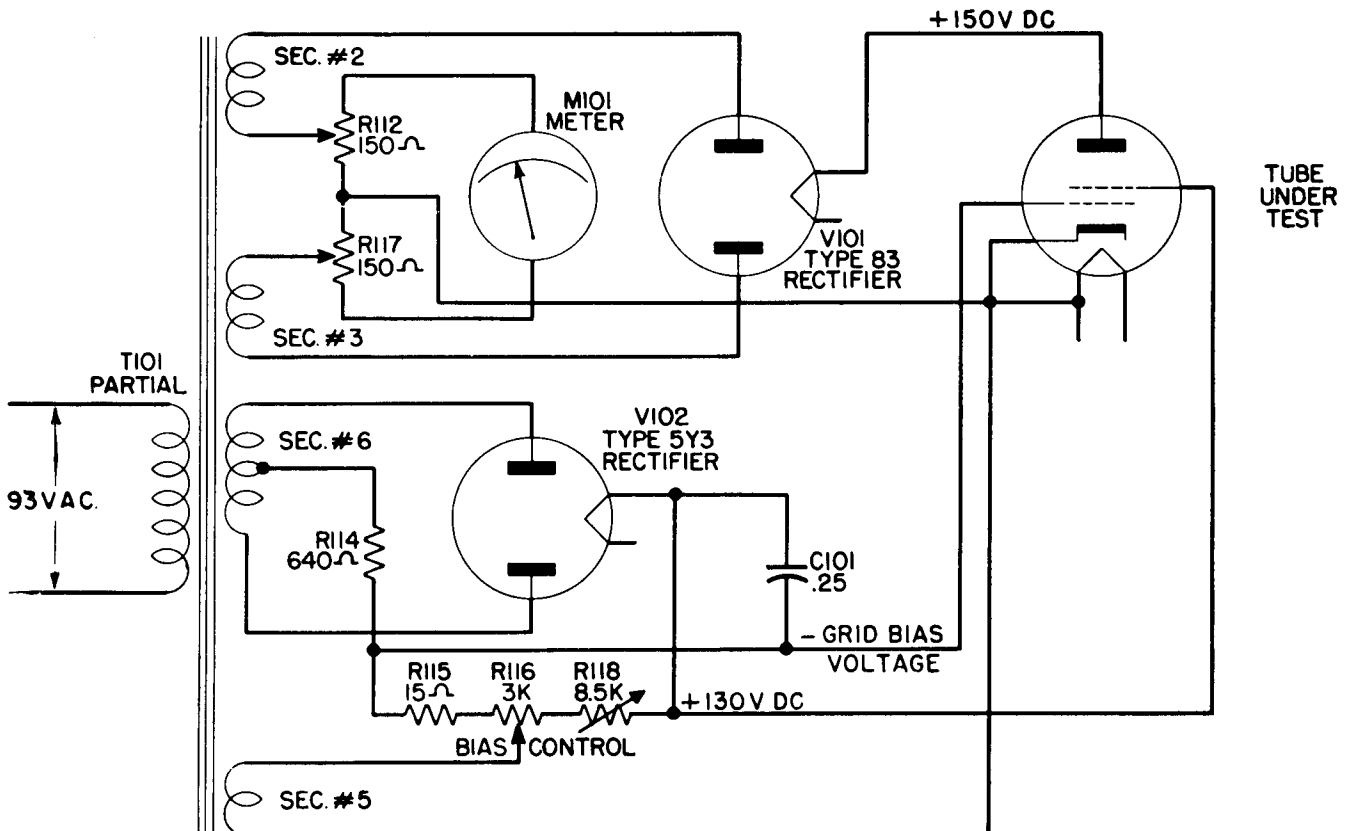 +150V DC
SEC. #2
M101
METER
R112
150Ω
TUBE
UNDER
TEST
R117
150Ω
V101
TYPE 83
RECTIFIER
SEC. #3
T101
PARTIAL
SEC. #6
V102
TYPE 5Y3
RECTIFIER
93VAC.
R114
640Ω
C101
.25
- GRID BIAS
VOLTAGE
R115
15Ω
R116
3K
R118
8.5K
+130V DC
BIAS CONTROL
SEC. #5